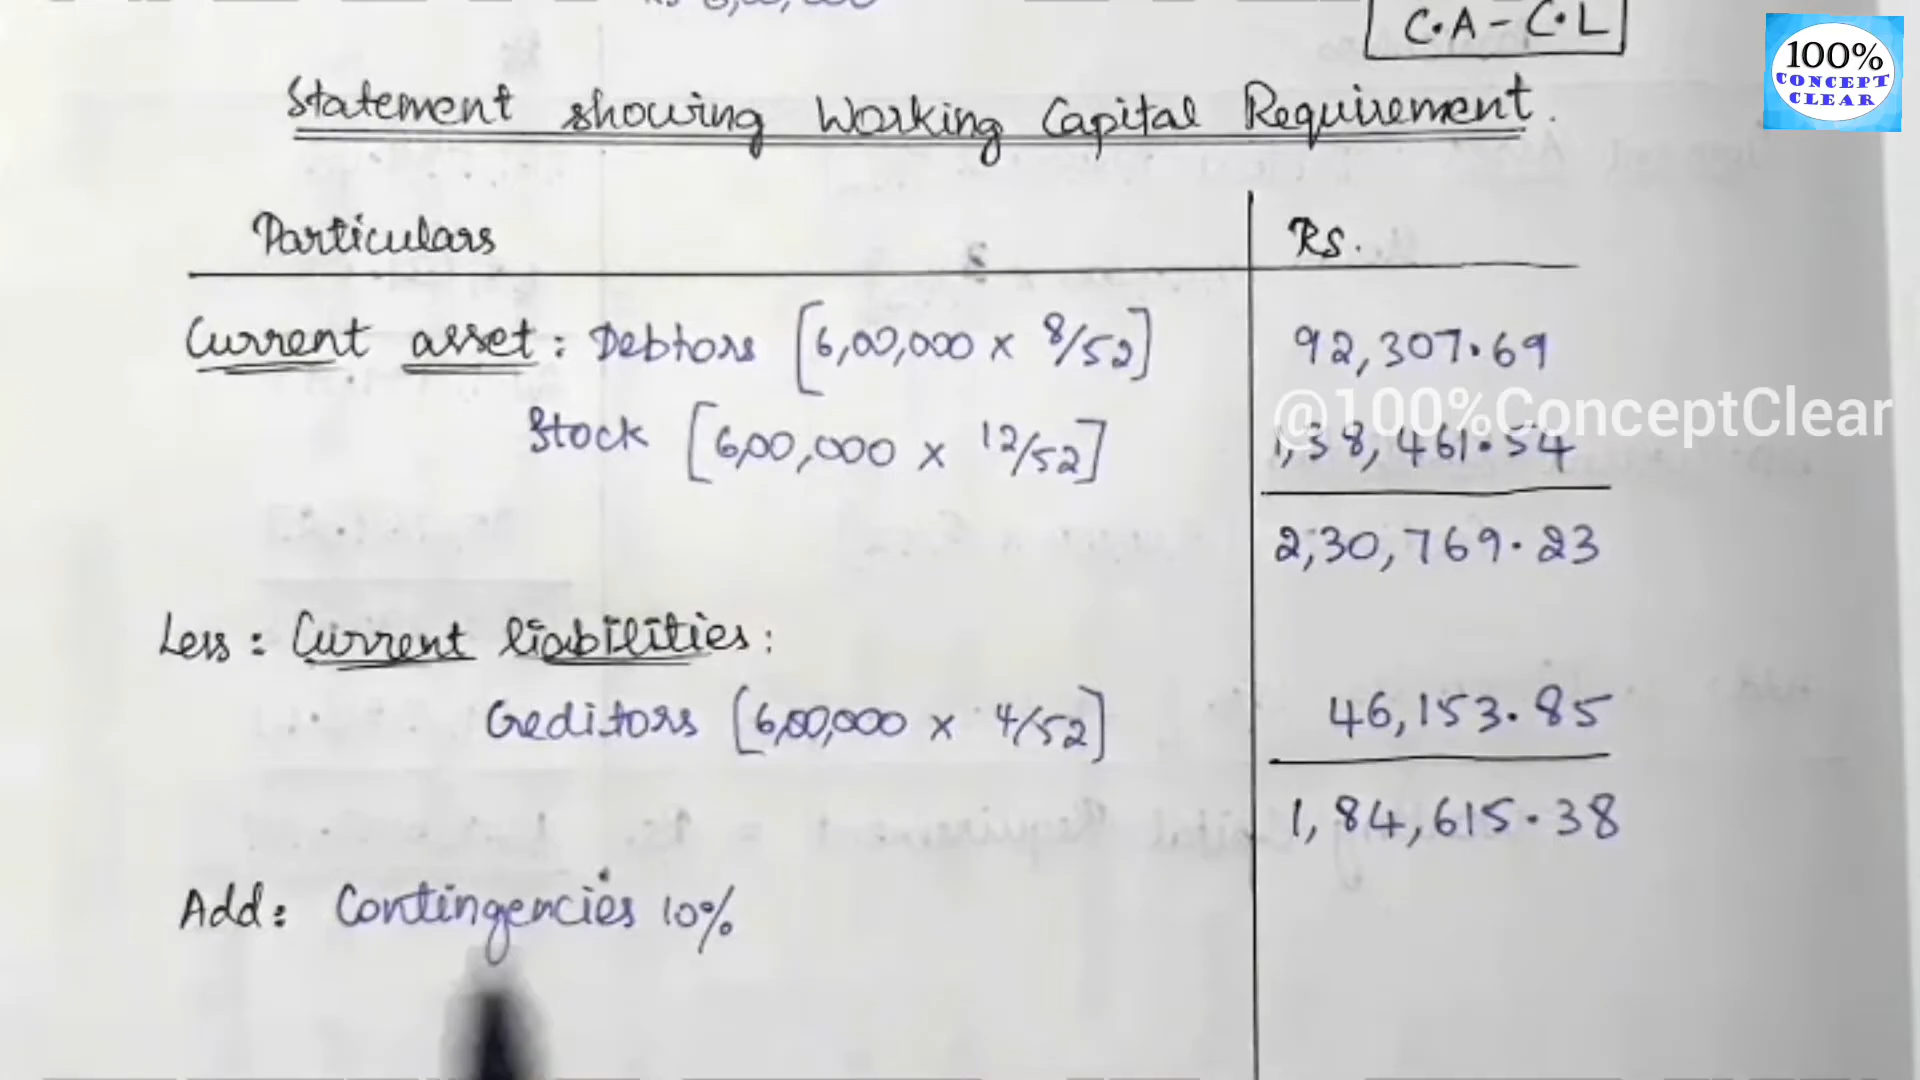 C.A - C.L
100%
CONCEPT
CLEAR
Statement showing Working Capital Requirement.
Particulars Rs.
Current asset: Debtors [6,00,000 x 8/52] 92,307.69
@100%ConceptClear
Stock [6,00,000 x 12/52] 1,38,461.54
2,30,769.23
Less: Current liabilities:
Creditors [6,00,000 x 4/52] 46,153.85
1,84,615.38
Add: Contingencies 10%